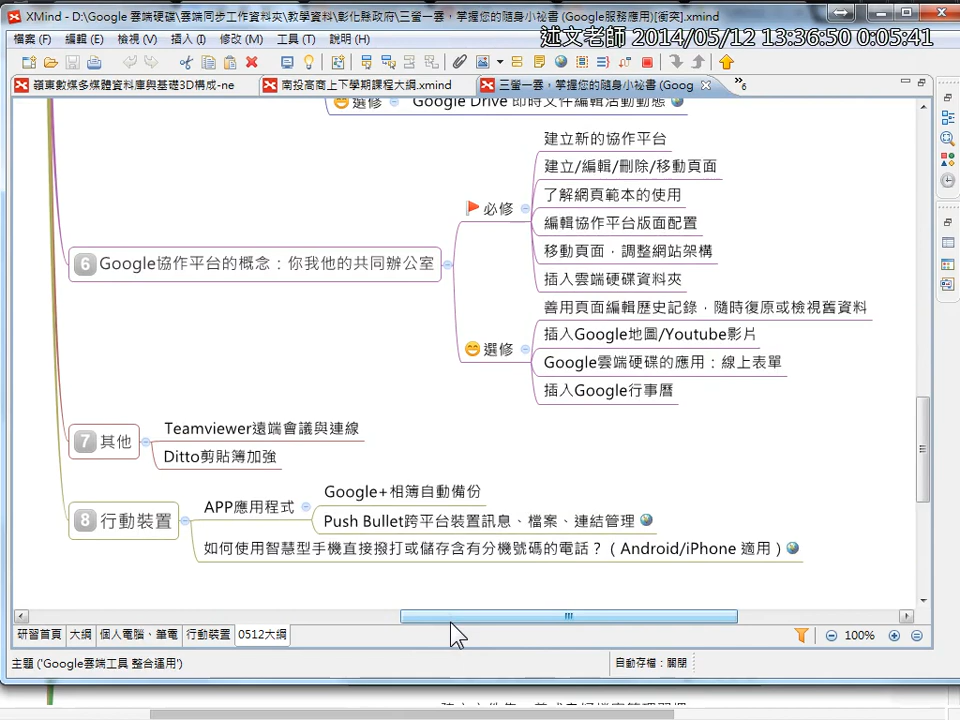 XMind - D:\Google 雲端硬碟\雲端同步工作資料夾\教學資料\彰化縣政府\三螢一雲，掌握您的隨身小祕書 (Google服務應用)[衝突].xmind
述文老師 2014/05/12 13:36:50 0:05:41
檔案 (F) 編輯 (E) 檢視 (V) 插入 (I) 修改 (M) 工具 (T) 說明 (H)
嶺東數媒多媒體資料庫與基礎3D構成-ne
南投高商上下學期課程大綱.xmind
三螢一雲，掌握您的隨身小祕書 (Goog
»6
選修
Google Drive 即時文件編輯活動動態
建立新的協作平台
建立/編輯/刪除/移動頁面
必修
了解網頁範本的使用
編輯協作平台版面配置
移動頁面，調整網站架構
6 Google協作平台的概念：你我他的共同辦公室
插入雲端硬碟資料夾
善用頁面編輯歷史記錄，隨時復原或檢視舊資料
插入Google地圖/Youtube影片
選修
Google雲端硬碟的應用：線上表單
插入Google行事曆
Teamviewer遠端會議與連線
7 其他
Ditto剪貼簿加強
Google+相簿自動備份
APP應用程式
Push Bullet跨平台裝置訊息、檔案、連結管理
8 行動裝置
如何使用智慧型手機直接撥打或儲存含有分機號碼的電話？（Android/iPhone 適用）
研習首頁 大綱 個人電腦、筆電 行動裝置 0512大綱
100%
主題 ('Google雲端工具 整合運用')
自動存檔：關閉